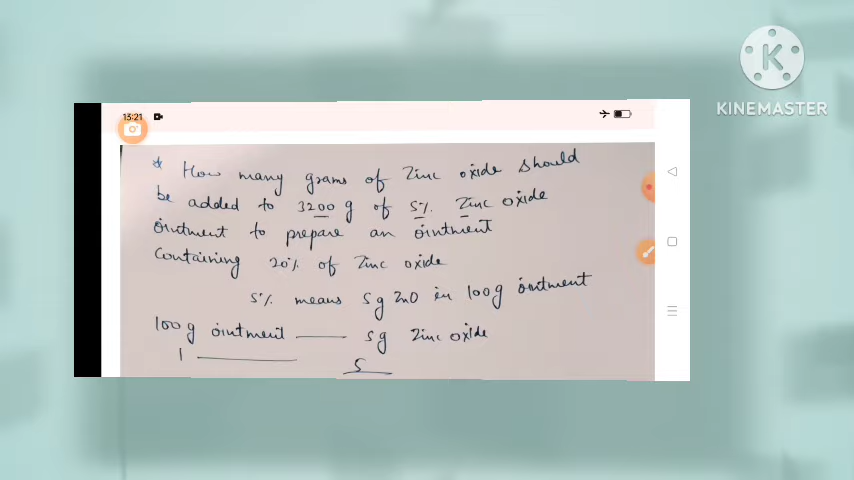 KINEMASTER
13:21
* How many grams of Zinc oxide should
be added to 3200 g of 5% Zinc oxide
ointment to prepare an ointment
Containing 20% of Zinc oxide
5% means 5g ZnO in 100g ointment
100g ointment —— 5g Zinc oxide
1 —— 5